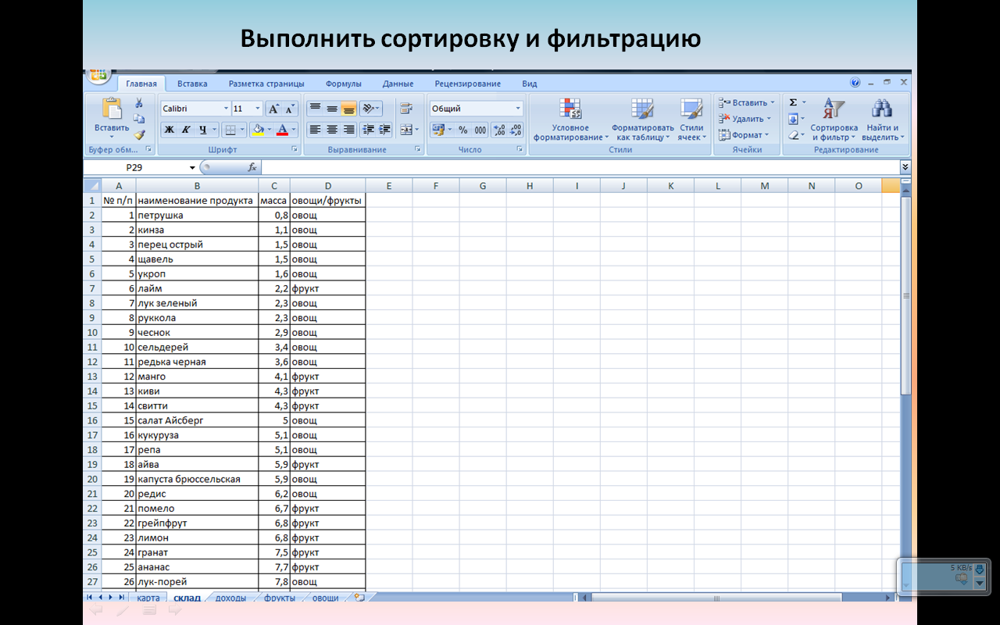 Выполнить сортировку и фильтрацию
Главная Вставка Разметка страницы Формулы Данные Рецензирование Вид
Calibri 11 Общий Вставить Σ
Вставить Условное форматирование Форматировать как таблицу Стили ячеек Удалить Сортировка и фильтр Найти и выделить
Ж К Ч % 000 Формат
Буфер обм... Шрифт Выравнивание Число Стили Ячейки Редактирование
P29 fx
A B C D E F G H I J K L M N O
1 № п/п наименование продукта масса овощи/фрукты
2 1 петрушка 0,8 овощ
3 2 кинза 1,1 овощ
4 3 перец острый 1,5 овощ
5 4 щавель 1,5 овощ
6 5 укроп 1,6 овощ
7 6 лайм 2,2 фрукт
8 7 лук зеленый 2,3 овощ
9 8 руккола 2,3 овощ
10 9 чеснок 2,9 овощ
11 10 сельдерей 3,4 овощ
12 11 редька черная 3,6 овощ
13 12 манго 4,1 фрукт
14 13 киви 4,3 фрукт
15 14 свитти 4,3 фрукт
16 15 салат Айсберг 5 овощ
17 16 кукуруза 5,1 овощ
18 17 репа 5,1 овощ
19 18 айва 5,9 фрукт
20 19 капуста брюссельская 5,9 овощ
21 20 редис 6,2 овощ
22 21 помело 6,7 фрукт
23 22 грейпфрут 6,8 фрукт
24 23 лимон 6,8 фрукт
25 24 гранат 7,5 фрукт
26 25 ананас 7,7 фрукт
27 26 лук-порей 7,8 овощ
карта склад доходы фрукты овощи
5 KB/s